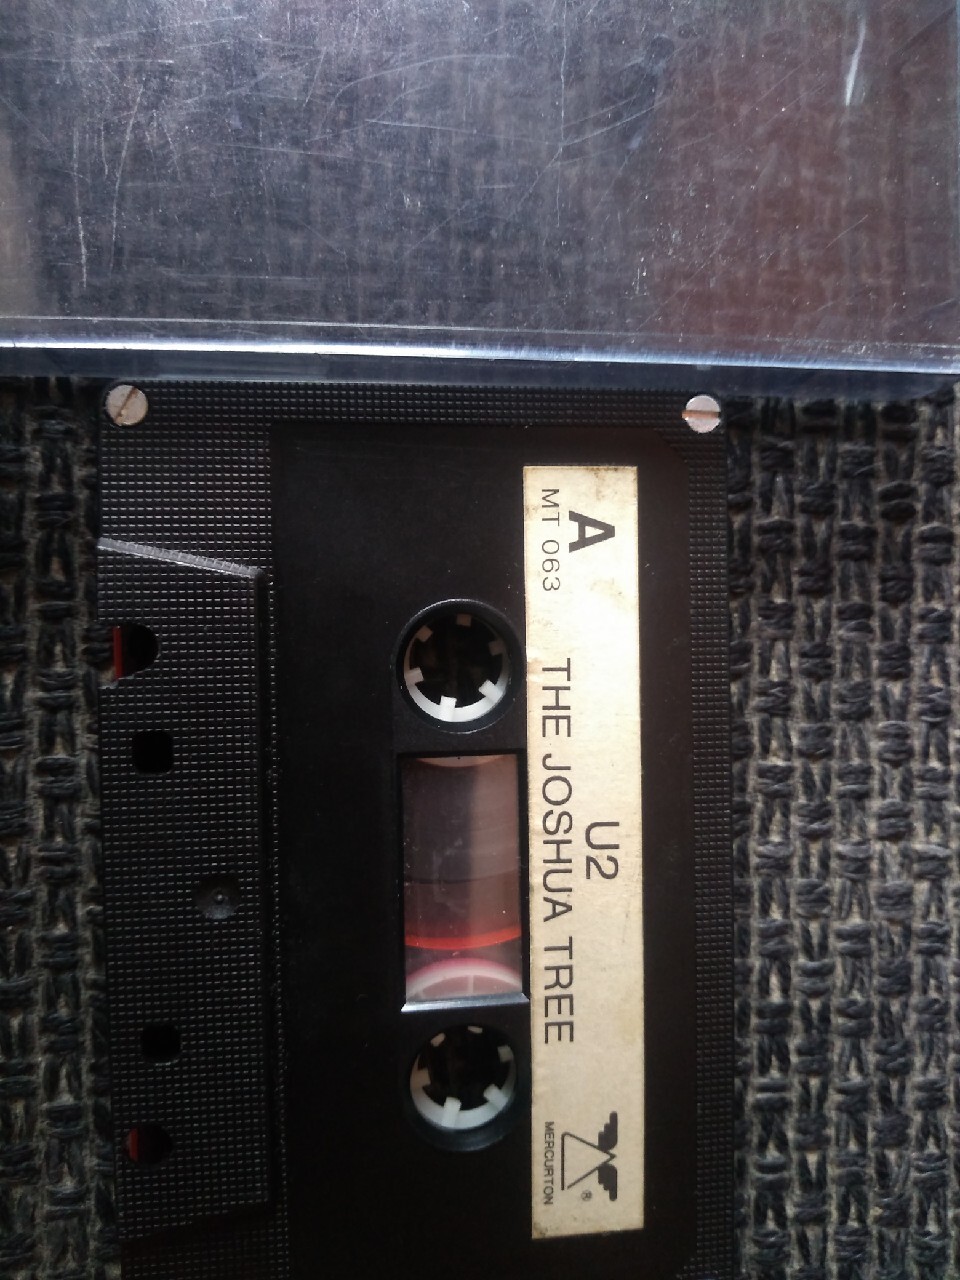 A
U2
MT 063 THE JOSHUA TREE
®
MERCURTON